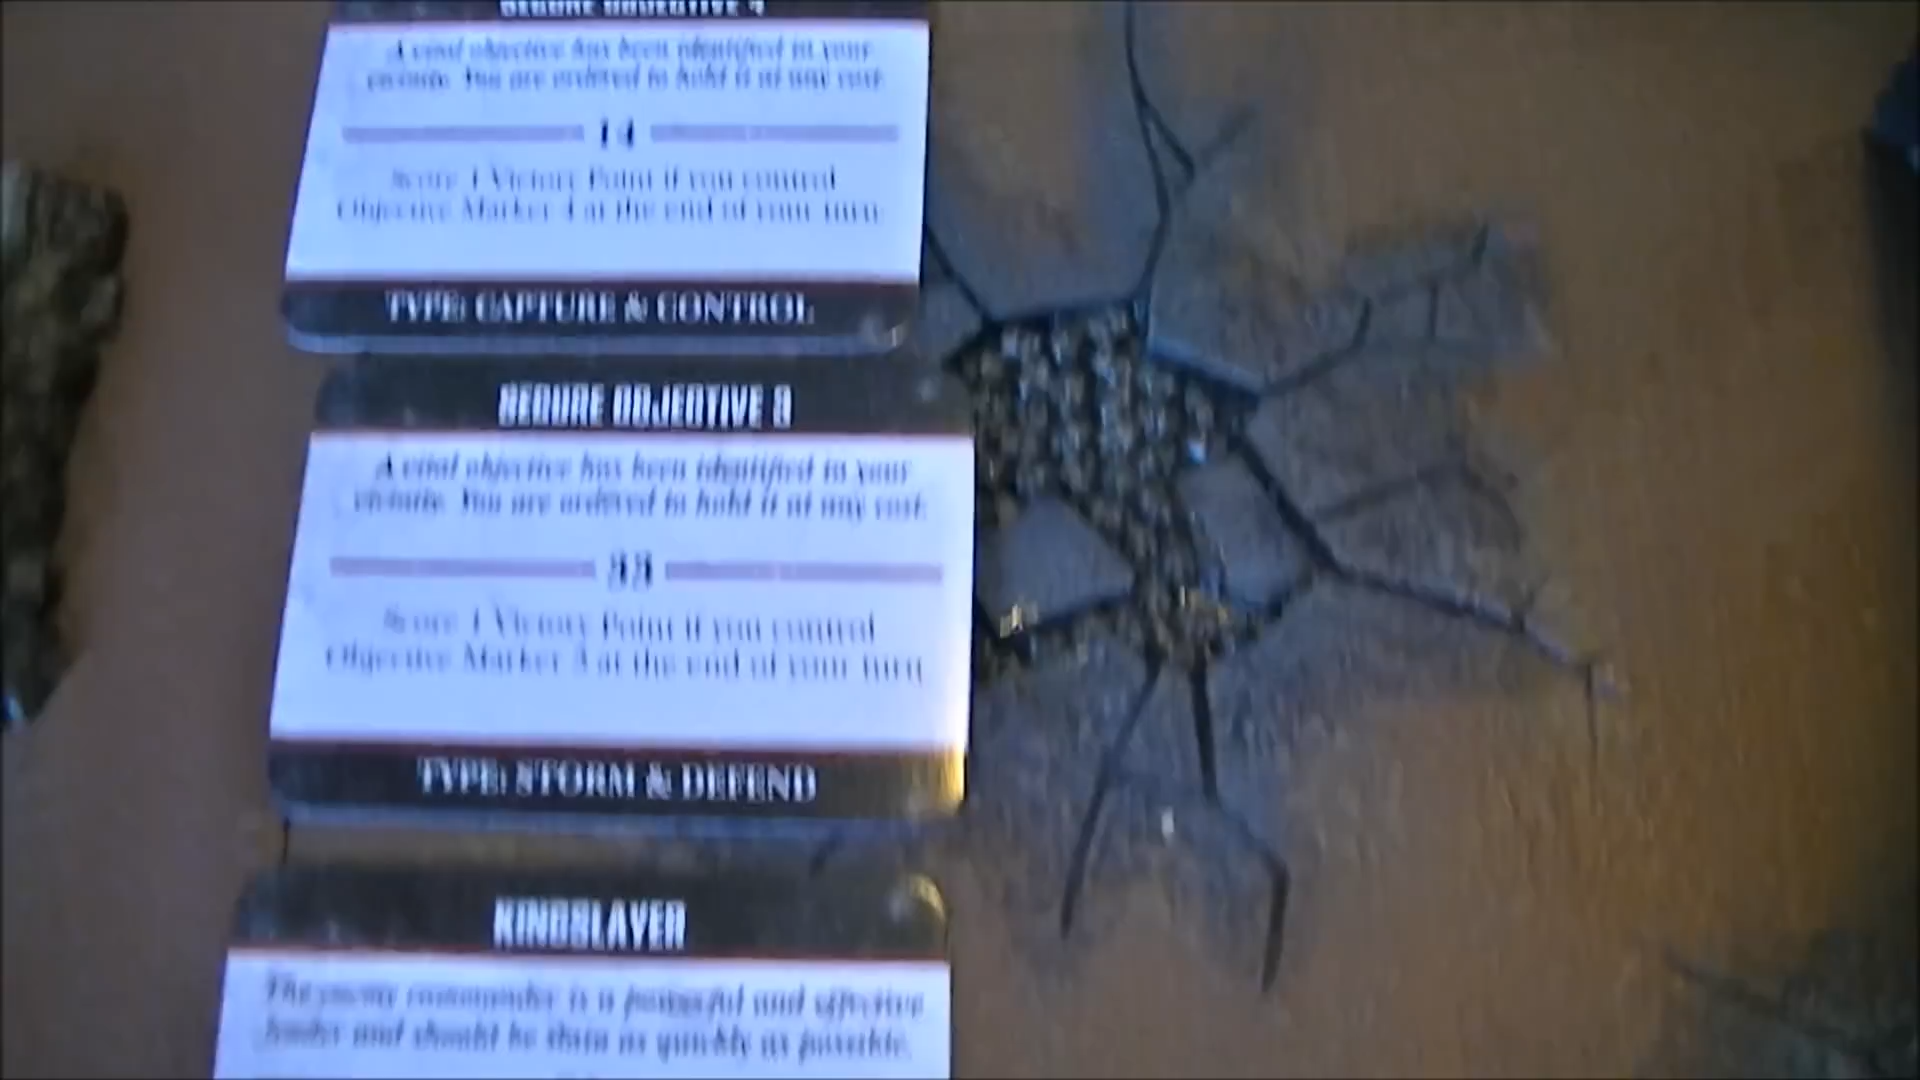 SECURE OBJECTIVE 4
A vital objective has been identified in your
vicinity. You are ordered to hold it at any cost.
14
Score 1 Victory Point if you control
Objective Marker 4 at the end of your turn.
TYPE: CAPTURE & CONTROL
SECURE OBJECTIVE 3
A vital objective has been identified in your
vicinity. You are ordered to hold it at any cost.
33
Score 1 Victory Point if you control
Objective Marker 3 at the end of your turn.
TYPE: STORM & DEFEND
KINGSLAYER
The enemy commander is a powerful and effective
leader and should be slain as quickly as possible.